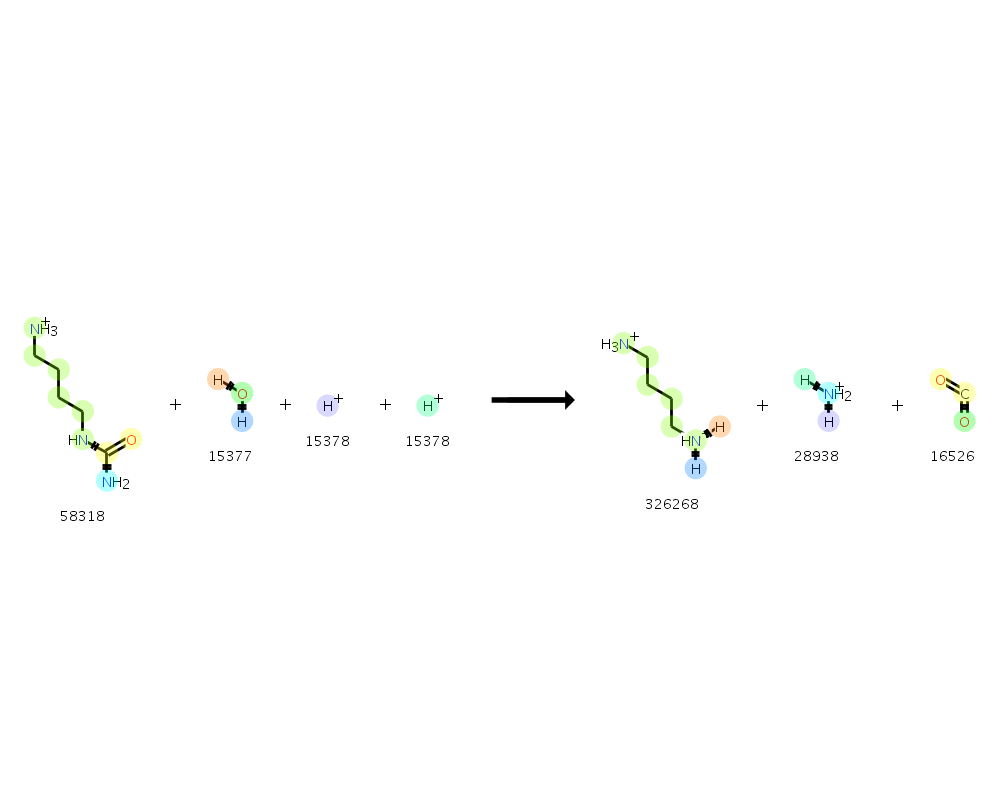 NH3+
HN
O
NH2
58318
+
H
O
H
15377
+
H+
15378
+
H+
15378
H3N+
HN
H
H
326268
+
H
NH2+
H
28938
+
O
C
O
16526